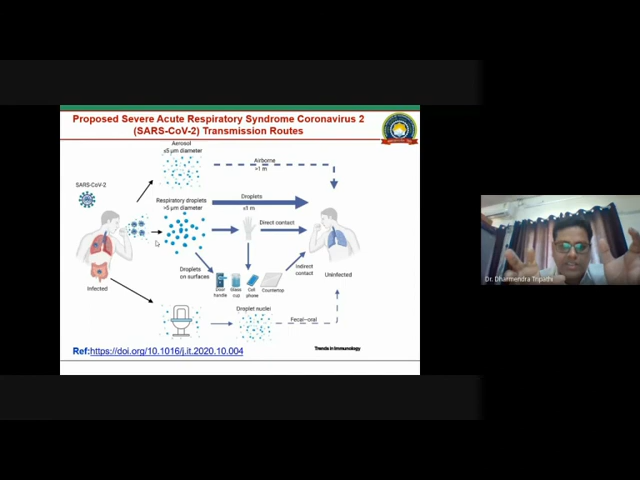 Proposed Severe Acute Respiratory Syndrome Coronavirus 2
(SARS-CoV-2) Transmission Routes
Aerosol
≤5 μm diameter
Airborne
>1 m
SARS-CoV-2
Respiratory droplets
>5 μm diameter
Droplets
≤1 m
Direct contact
Droplets
on surfaces
Indirect
contact
Uninfected
Infected
Door
handle
Glass
cup
Cell
phase
Countertop
Droplet nuclei
Fecal–oral
Trends in Immunology
Ref:https://doi.org/10.1016/j.it.2020.10.004
Dr. Dharmendra Tripathi